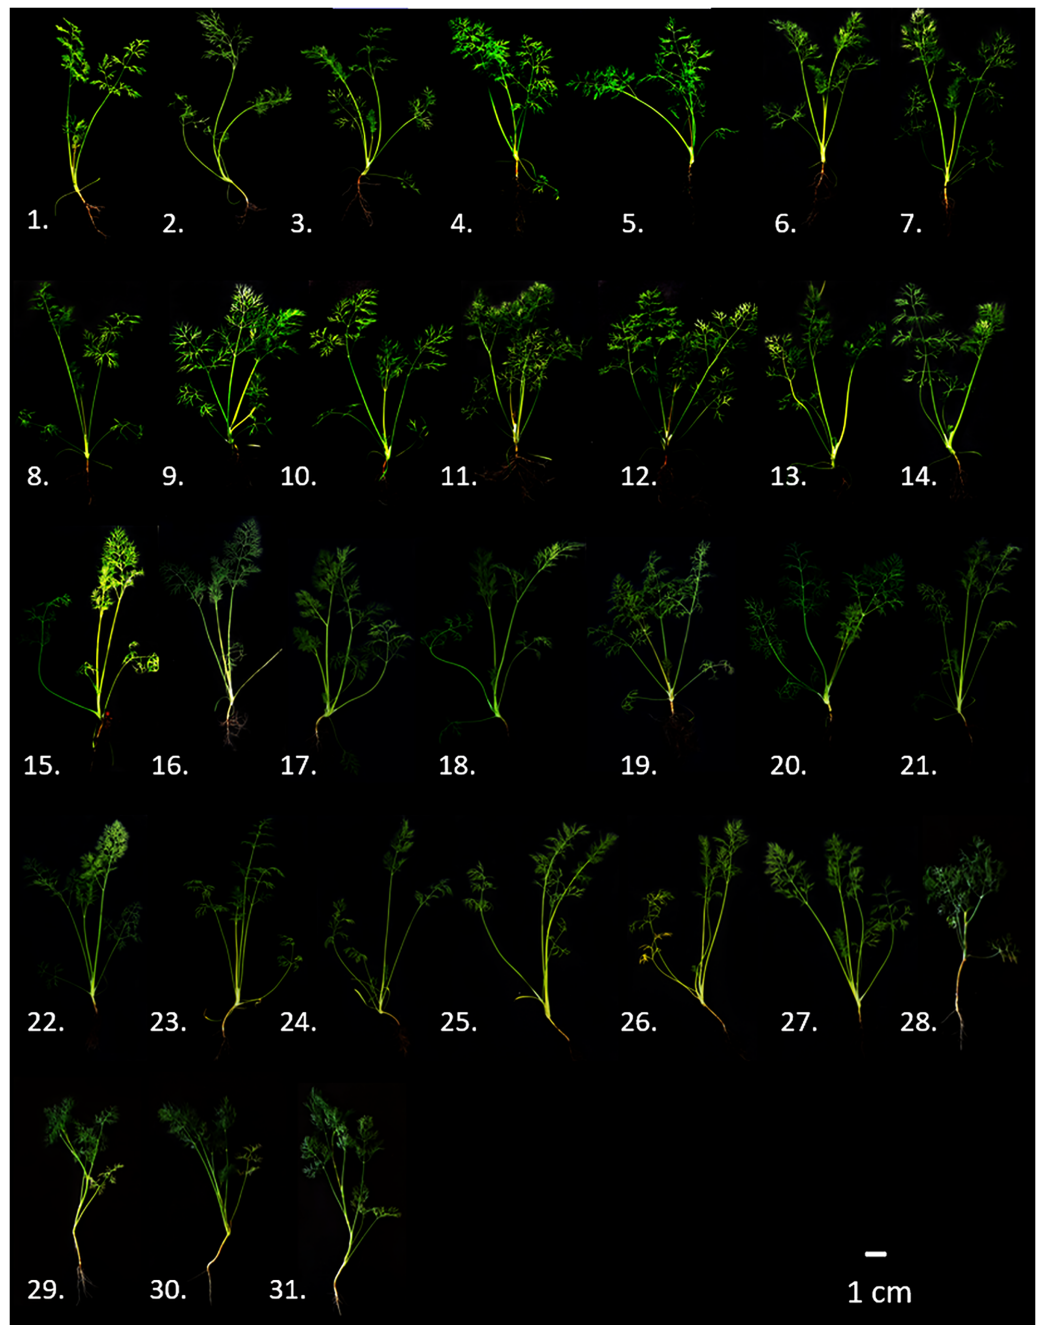 1. 2. 3. 4. 5. 6. 7.
8. 9. 10. 11. 12. 13. 14.
15. 16. 17. 18. 19. 20. 21.
22. 23. 24. 25. 26. 27. 28.
29. 30. 31.
1 cm